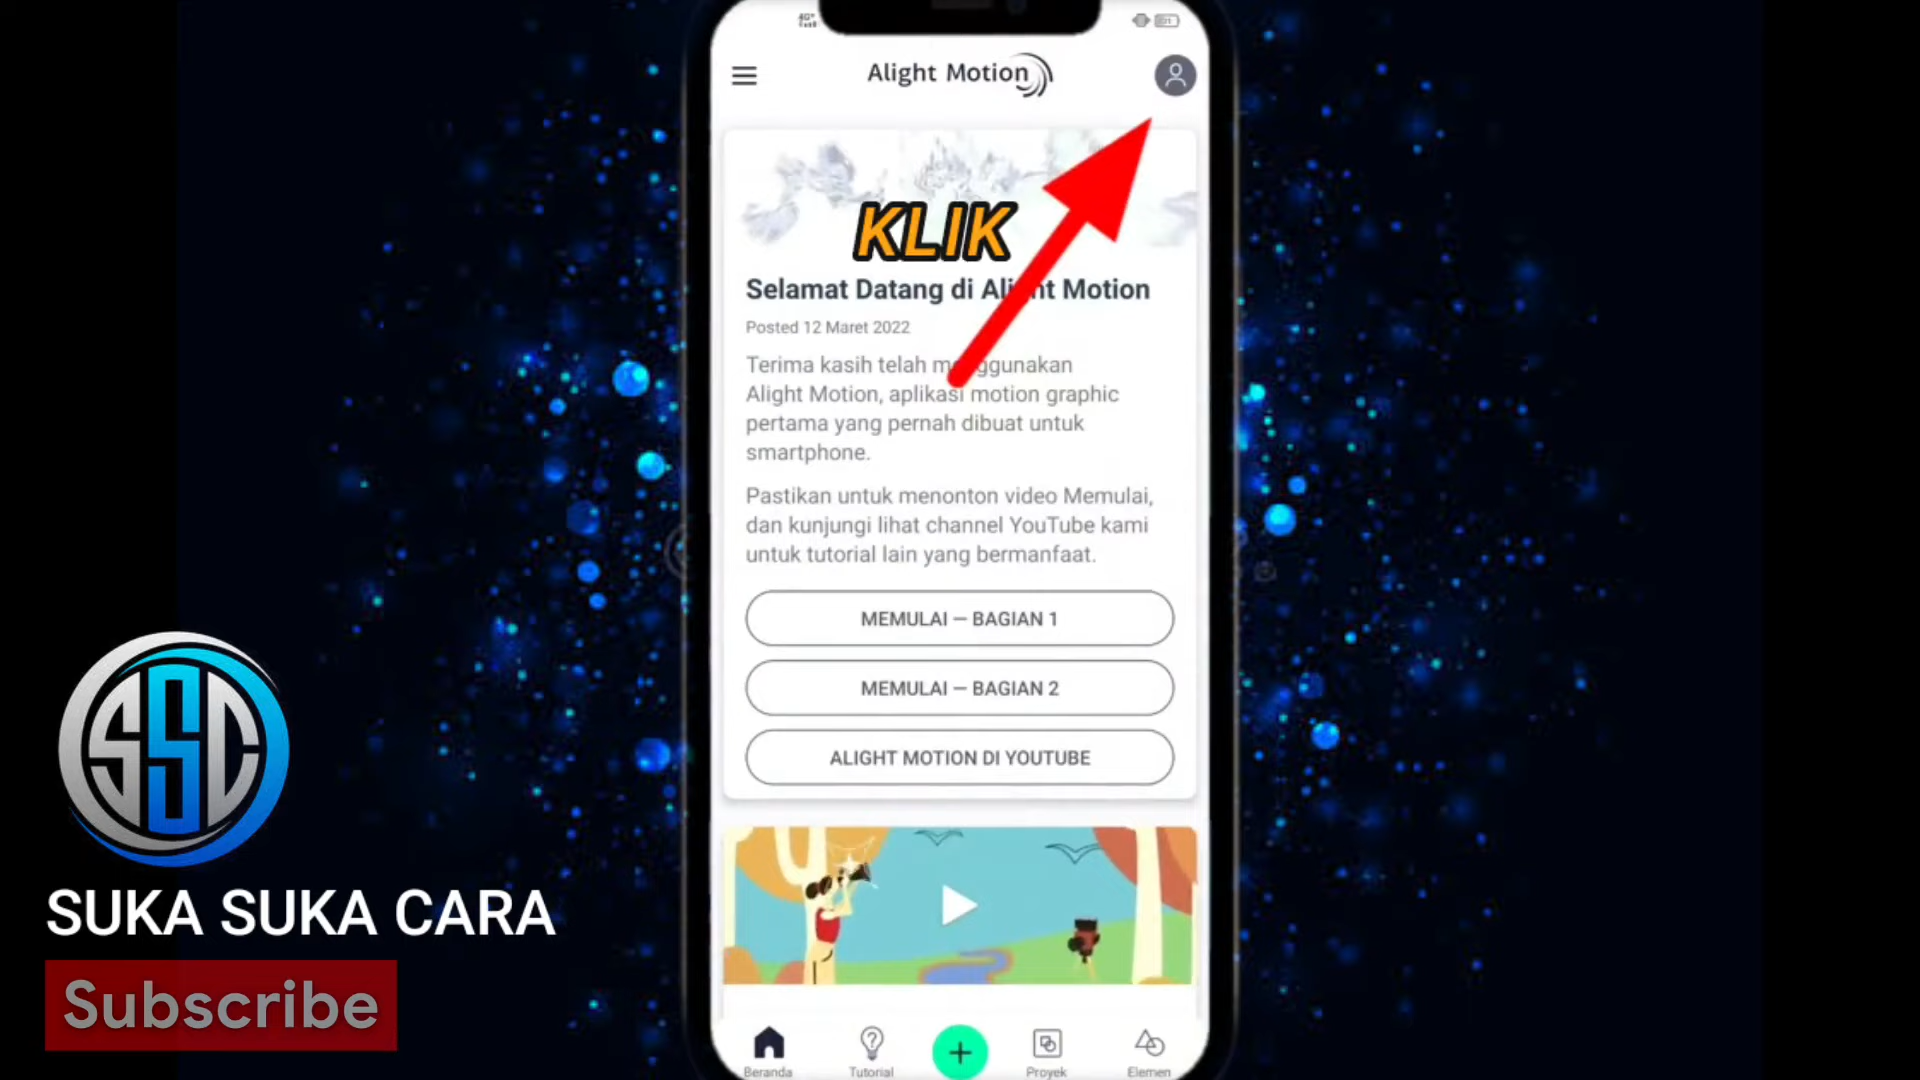 4G+
Alight Motion
KLIK
Selamat Datang di Alight Motion
Posted 12 Maret 2022
Terima kasih telah menggunakan
Alight Motion, aplikasi motion graphic
pertama yang pernah dibuat untuk
smartphone.
Pastikan untuk menonton video Memulai,
dan kunjungi lihat channel YouTube kami
untuk tutorial lain yang bermanfaat.
MEMULAI — BAGIAN 1
MEMULAI — BAGIAN 2
ALIGHT MOTION DI YOUTUBE
Beranda
Tutorial
Proyek
Elemen
SSC
SUKA SUKA CARA
Subscribe